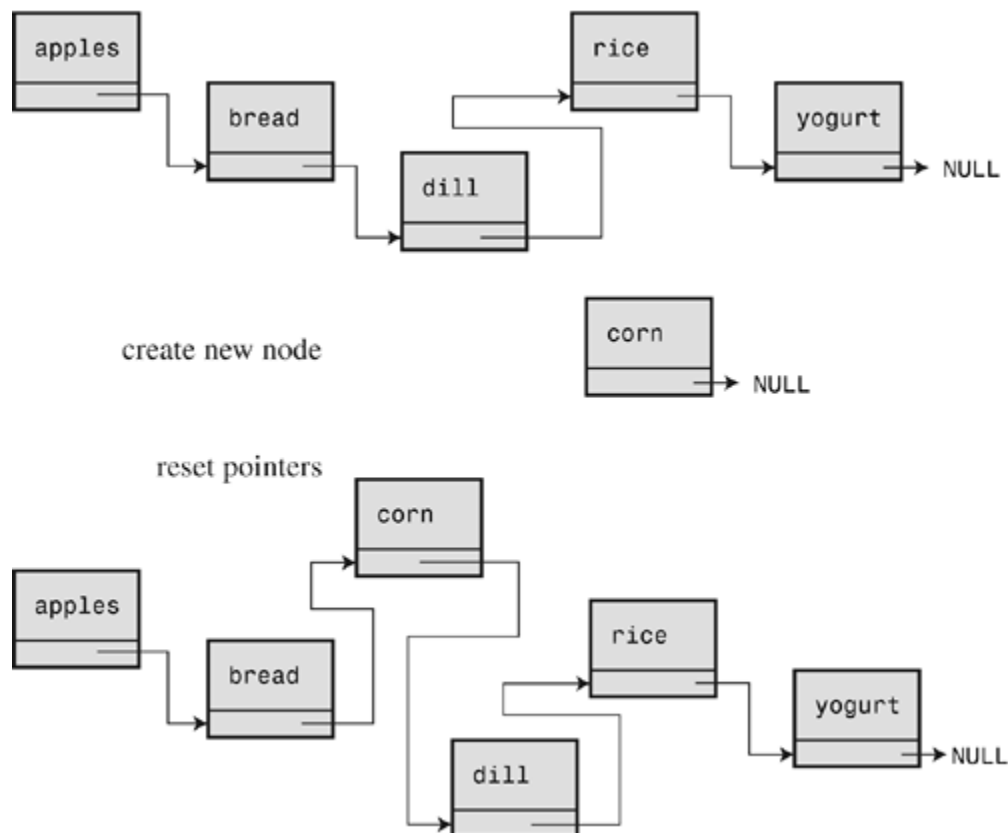 apples
rice
bread
yogurt
dill
NULL
corn
create new node
NULL
reset pointers
corn
apples
rice
bread
yogurt
dill
NULL